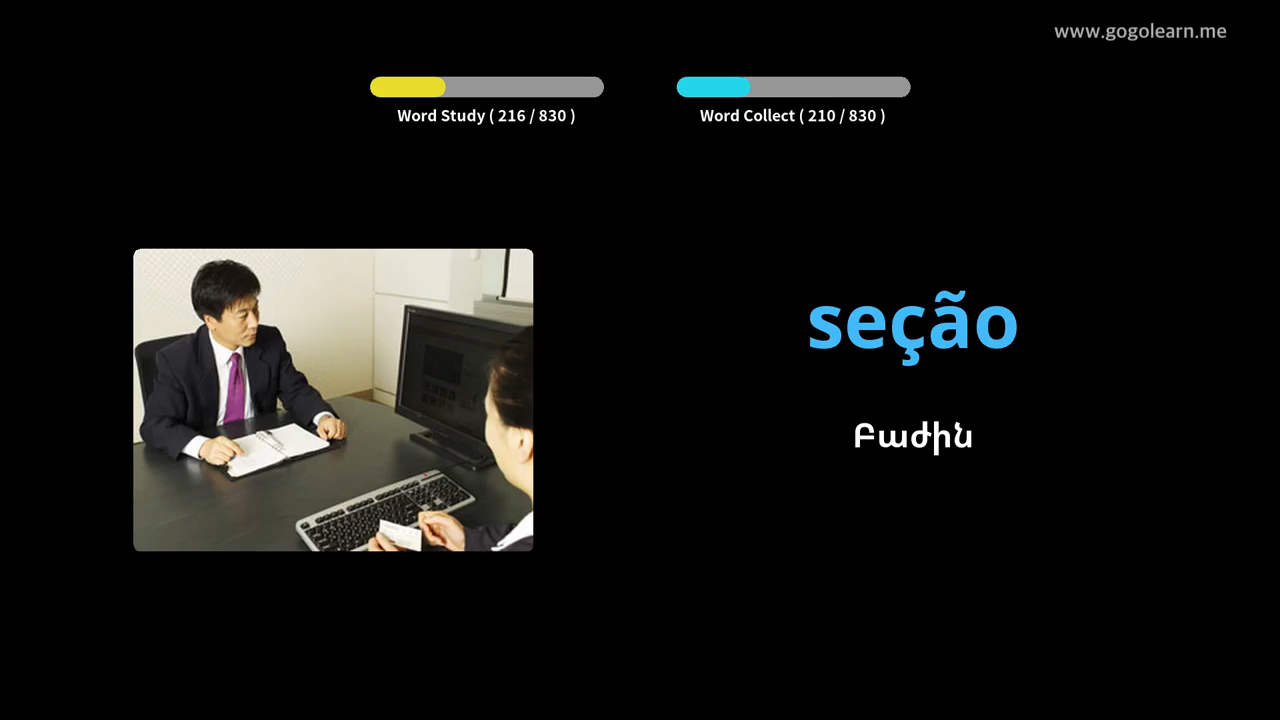 www.gogolearn.me
Word Study ( 216 / 830 )
Word Collect ( 210 / 830 )
seção
Բաժին